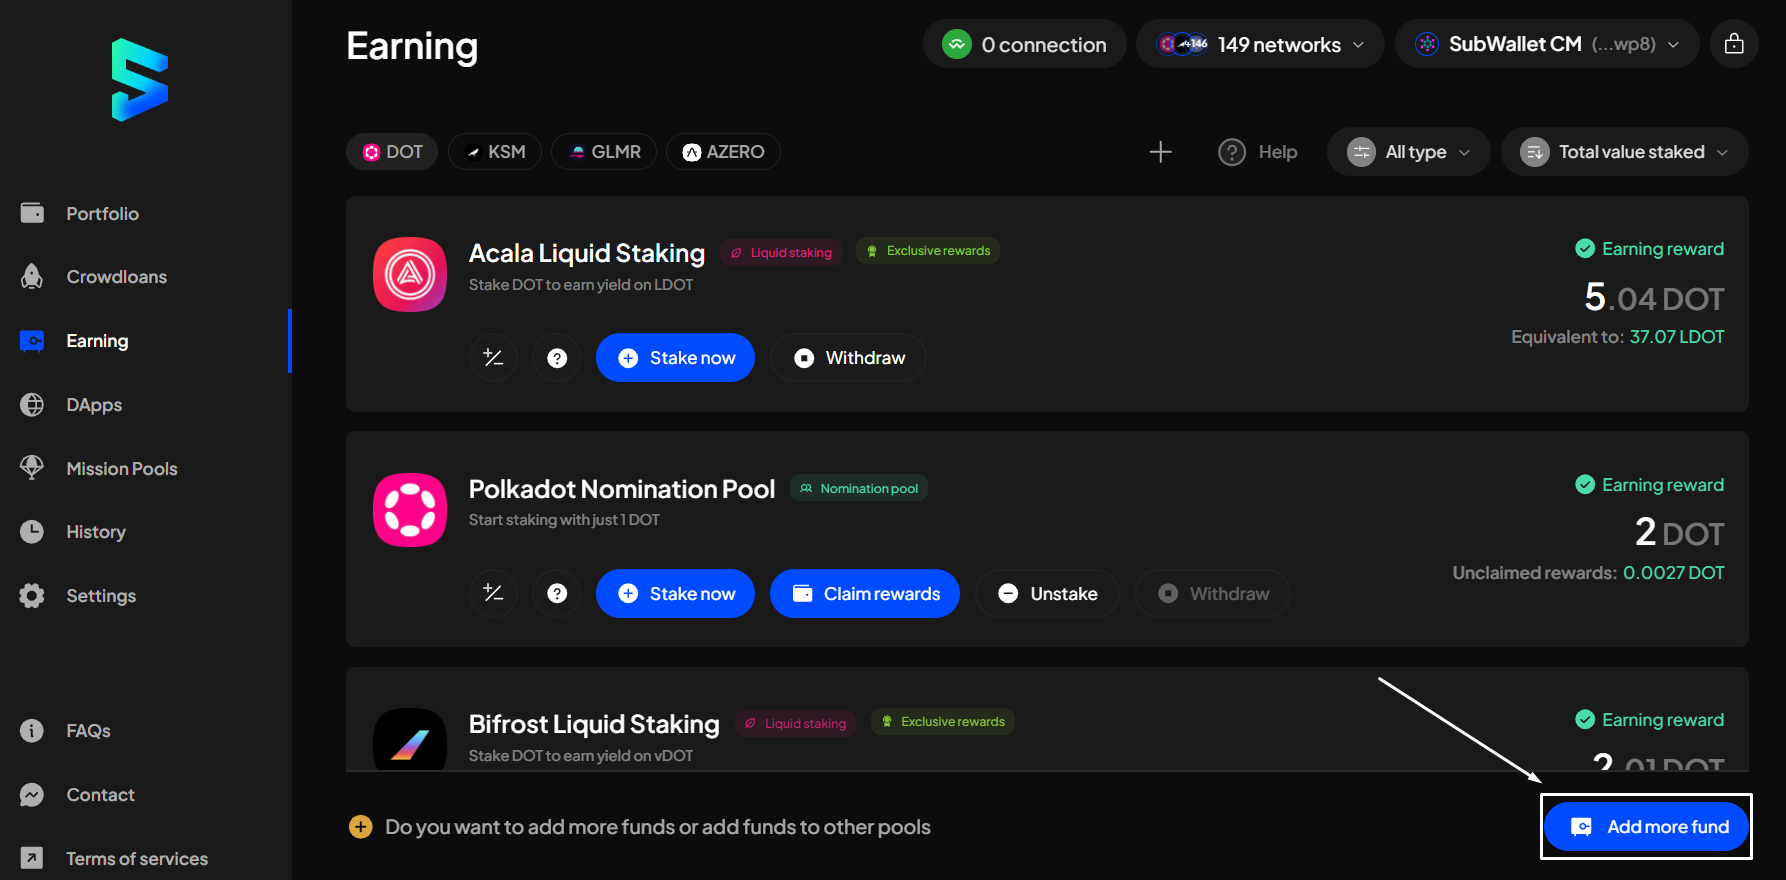 Earning
0 connection
+146 149 networks
SubWallet CM (...wp8)
DOT KSM GLMR AZERO
Help
All type
Total value staked
Portfolio
Crowdloans
Earning
DApps
Mission Pools
History
Settings
FAQs
Contact
Terms of services
Acala Liquid Staking Liquid staking Exclusive rewards
Stake DOT to earn yield on LDOT
Stake now Withdraw
Earning reward
5.04 DOT
Equivalent to: 37.07 LDOT
Polkadot Nomination Pool Nomination pool
Start staking with just 1 DOT
Stake now Claim rewards Unstake Withdraw
Earning reward
2 DOT
Unclaimed rewards: 0.0027 DOT
Bifrost Liquid Staking Liquid staking Exclusive rewards
Stake DOT to earn yield on vDOT
Earning reward
2.01 DOT
Do you want to add more funds or add funds to other pools
Add more fund